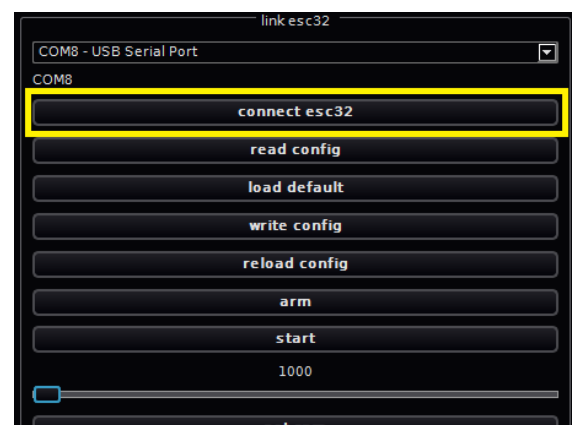 link esc32
COM8 - USB Serial Port
COM8
connect esc32
read config
load default
write config
reload config
arm
start
1000